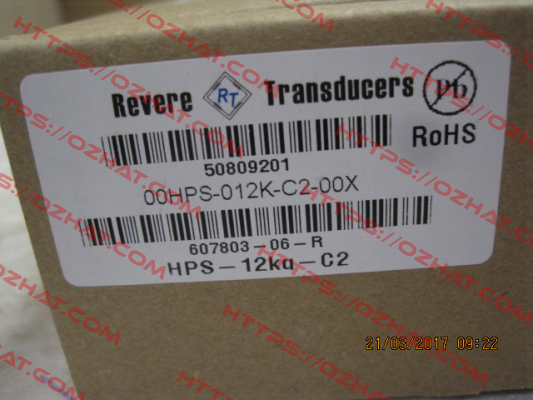 Revere RT Transducers Pb
RoHS
50809201
00HPS-012K-C2-00X
607803-06-R
HPS-12kg-C2
21/03/2017 09:22
HTTPS://OZHAT.COM